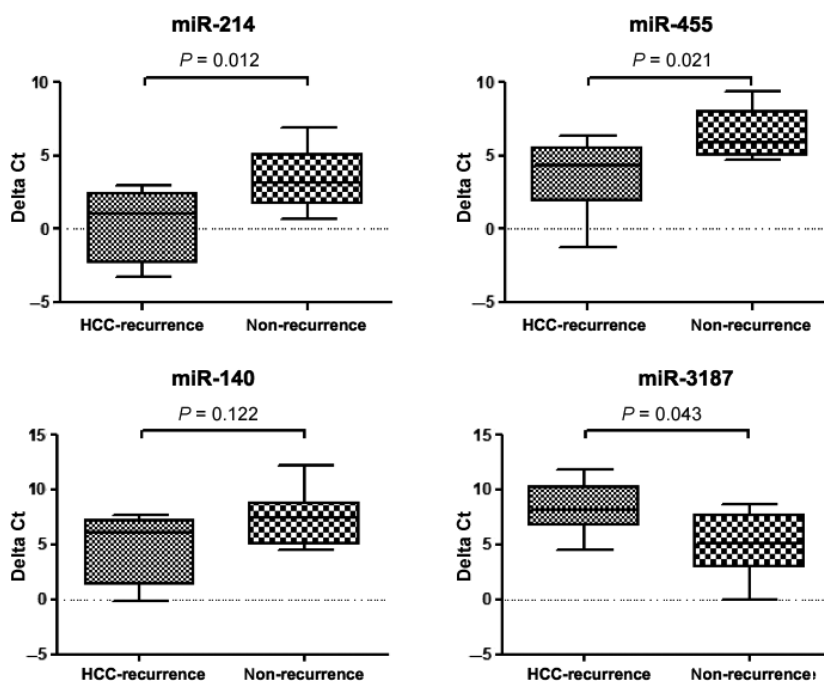 miR-214
P = 0.012
10
5
0
–5
Delta Ct
HCC-recurrence Non-recurrence
miR-455
P = 0.021
10
5
0
–5
Delta Ct
HCC-recurrence Non-recurrence
miR-140
P = 0.122
15
10
5
0
–5
Delta Ct
HCC-recurrence Non-recurrence
miR-3187
P = 0.043
15
10
5
0
–5
Delta Ct
HCC-recurrence Non-recurrence